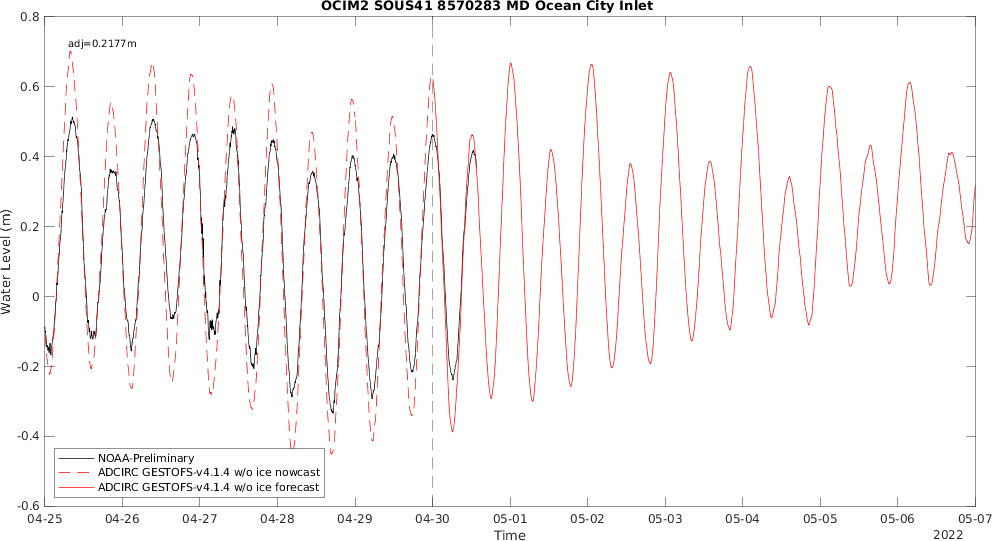 OCIM2 SOUS41 8570283 MD Ocean City Inlet
adj=0.2177m
0.8
0.6
0.4
0.2
0
-0.2
-0.4
-0.6
Water Level (m)
NOAA-Preliminary
ADCIRC GESTOFS-v4.1.4 w/o ice nowcast
ADCIRC GESTOFS-v4.1.4 w/o ice forecast
04-25 04-26 04-27 04-28 04-29 04-30 05-01 05-02 05-03 05-04 05-05 05-06 05-07
Time
2022